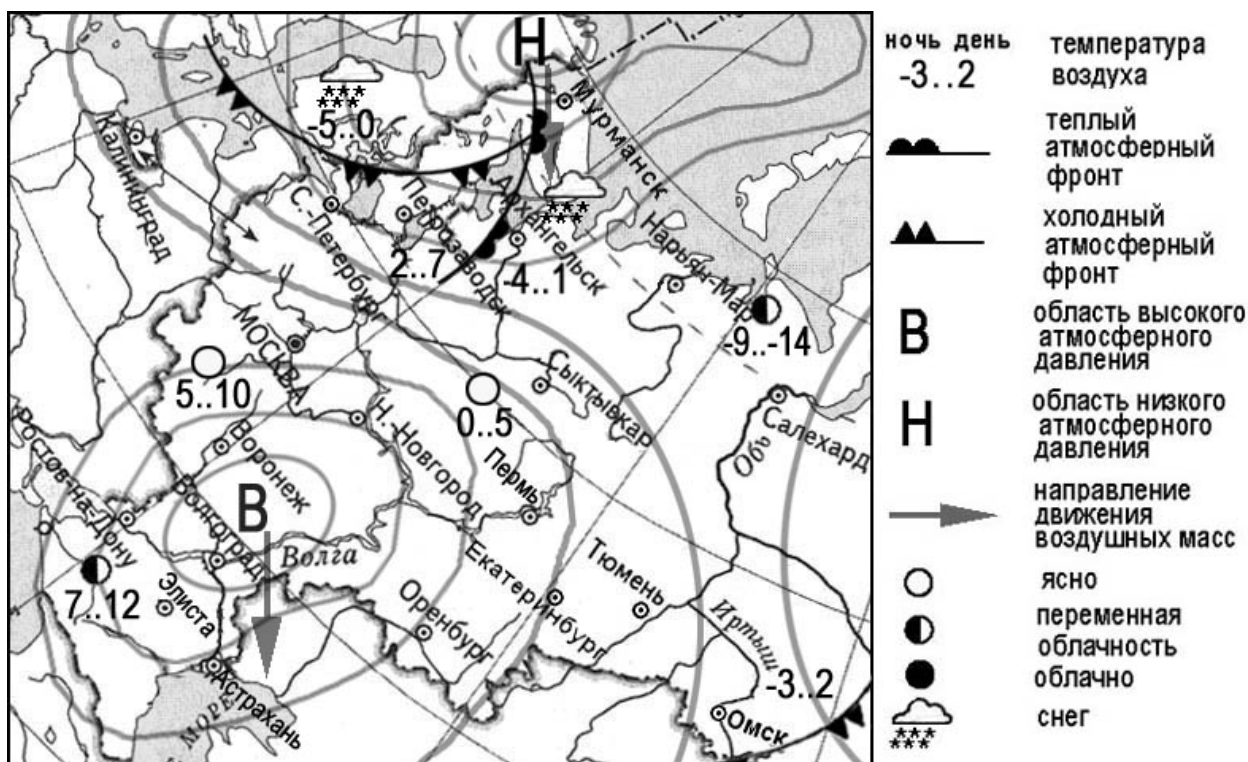 Н
Мурманск
-5..0
Калининград
С.-Петербург
Петрозаводск
Архангельск
Нарьян-Мар
2..7
-4..1
-9..-14
МОСКВА
5..10
0..5
Сыктывкар
Салехард
Обь
Н.-Новгород
Пермь
Воронеж
Ростов-на-Дону
Волгоград
В
Волга
Екатеринбург
Тюмень
Иртыш
Элиста
7..12
Оренбург
-3..2
Астрахань
МОРЕ
Омск
ночь день
-3..2
температура
воздуха
теплый
атмосферный
фронт
холодный
атмосферный
фронт
В
область высокого
атмосферного
давления
Н
область низкого
атмосферного
давления
направление
движения
воздушных масс
ясно
переменная
облачность
облачно
снег